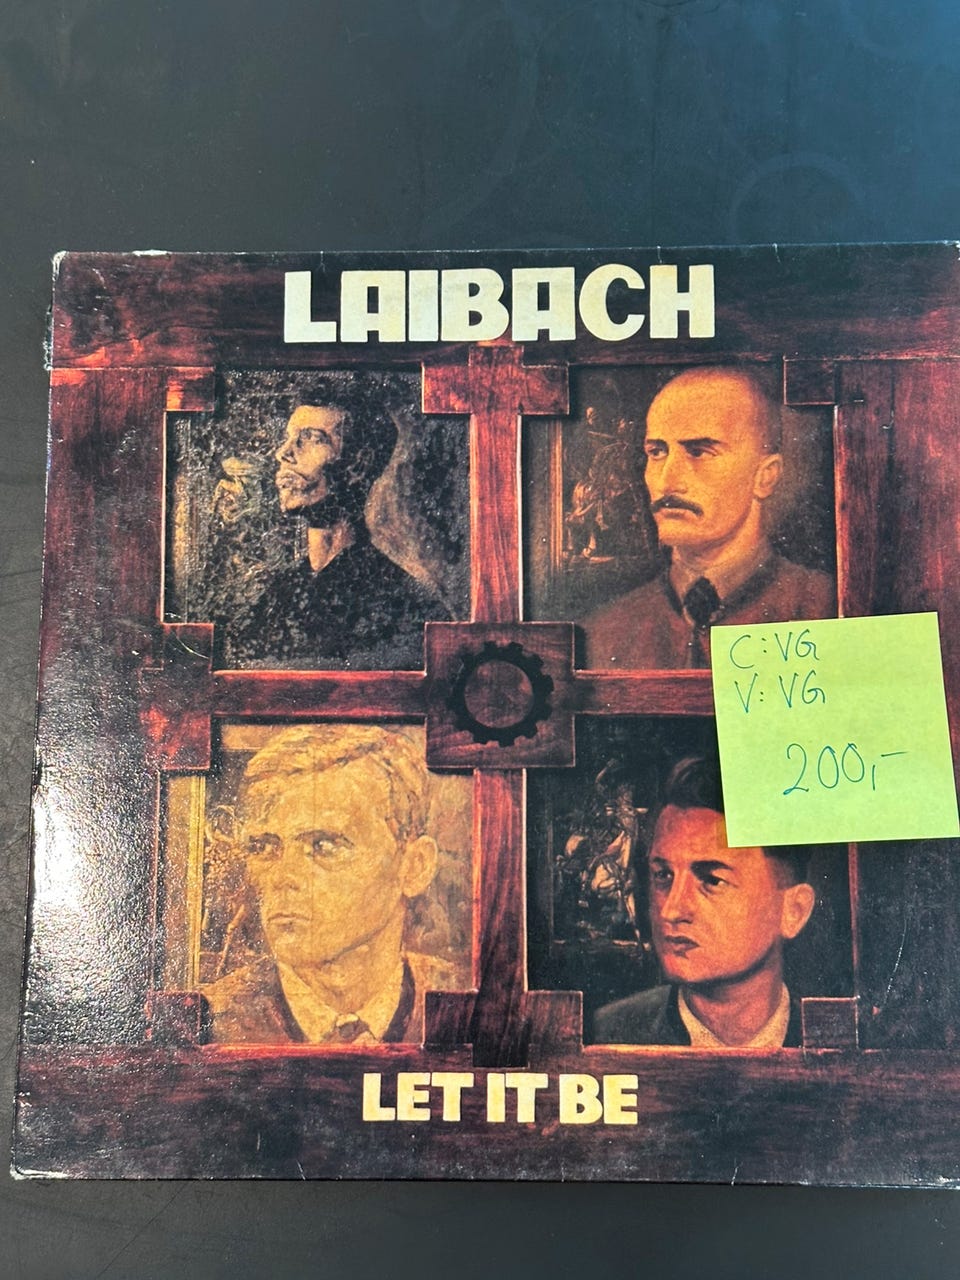 LAIBACH
C: VG
V: VG
200,-
LET IT BE